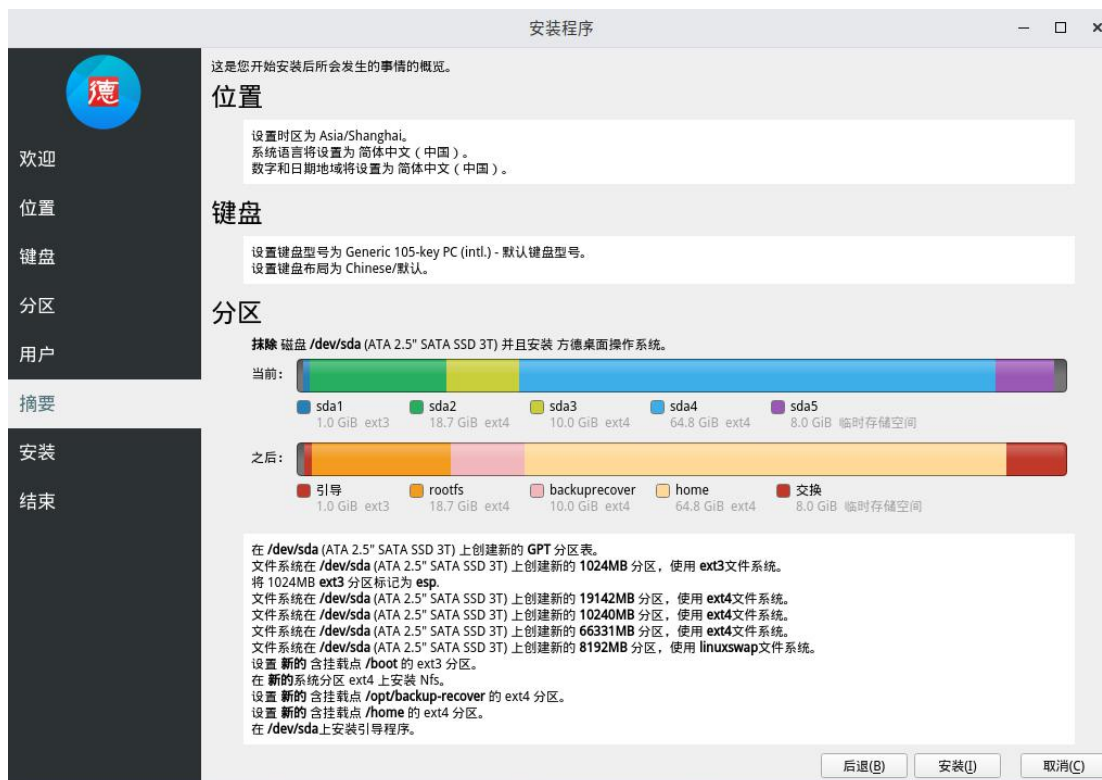 安装程序
德
这是您开始安装后所会发生的事情的概览。
位置
设置时区为 Asia/Shanghai。
系统语言将设置为 简体中文 ( 中国 ) 。
数字和日期地域将设置为 简体中文 ( 中国 ) 。
键盘
设置键盘型号为 Generic 105-key PC (intl.) - 默认键盘型号。
设置键盘布局为 Chinese/默认。
分区
抹除 磁盘 /dev/sda (ATA 2.5" SATA SSD 3T) 并且安装 方德桌面操作系统。
当前:
sda1 sda2 sda3 sda4 sda5
1.0 GiB ext3 18.7 GiB ext4 10.0 GiB ext4 64.8 GiB ext4 8.0 GiB 临时存储空间
之后:
引导 rootfs backuprecover home 交换
1.0 GiB ext3 18.7 GiB ext4 10.0 GiB ext4 64.8 GiB ext4 8.0 GiB 临时存储空间
在 /dev/sda (ATA 2.5" SATA SSD 3T) 上创建新的 GPT 分区表。
文件系统在 /dev/sda (ATA 2.5" SATA SSD 3T) 上创建新的 1024MB 分区，使用 ext3文件系统。
将 1024MB ext3 分区标记为 esp.
文件系统在 /dev/sda (ATA 2.5" SATA SSD 3T) 上创建新的 19142MB 分区，使用 ext4文件系统。
文件系统在 /dev/sda (ATA 2.5" SATA SSD 3T) 上创建新的 10240MB 分区，使用 ext4文件系统。
文件系统在 /dev/sda (ATA 2.5" SATA SSD 3T) 上创建新的 66331MB 分区，使用 ext4文件系统。
文件系统在 /dev/sda (ATA 2.5" SATA SSD 3T) 上创建新的 8192MB 分区，使用 linuxswap文件系统。
设置 新的 含挂载点 /boot 的 ext3 分区。
在 新的系统分区 ext4 上安装 Nfs。
设置 新的 含挂载点 /opt/backup-recover 的 ext4 分区。
设置 新的 含挂载点 /home 的 ext4 分区。
在 /dev/sda上安装引导程序。
欢迎
位置
键盘
分区
用户
摘要
安装
结束
后退(B) 安装(I) 取消(C)